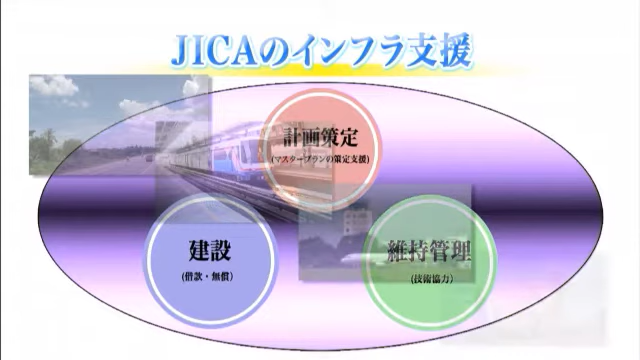 JICAのインフラ支援
計画策定
(マスタープランの策定支援)
建設
(借款・無償)
維持管理
(技術協力)